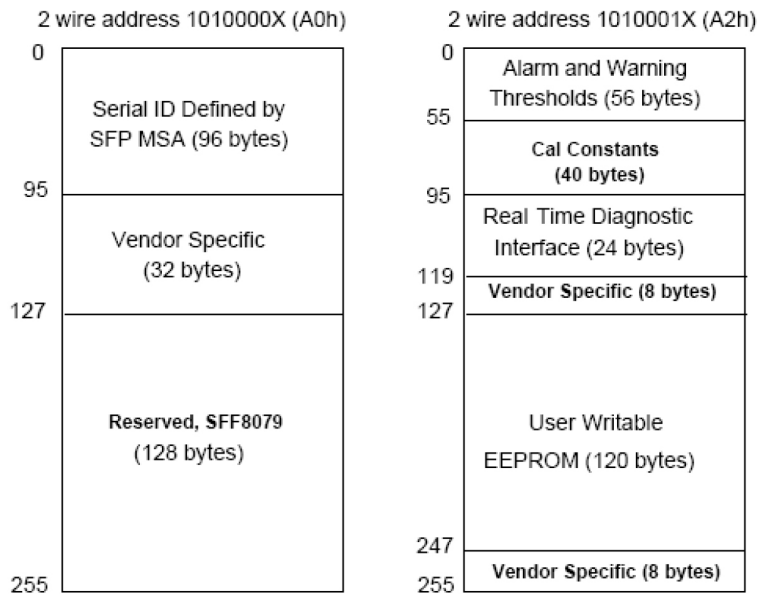 2 wire address 1010000X (A0h)
0
Serial ID Defined by
SFP MSA (96 bytes)
95
Vendor Specific
(32 bytes)
127
Reserved, SFF8079
(128 bytes)
255
2 wire address 1010001X (A2h)
0
Alarm and Warning
Thresholds (56 bytes)
55
Cal Constants
(40 bytes)
95
Real Time Diagnostic
Interface (24 bytes)
119
Vendor Specific (8 bytes)
127
User Writable
EEPROM (120 bytes)
247
Vendor Specific (8 bytes)
255